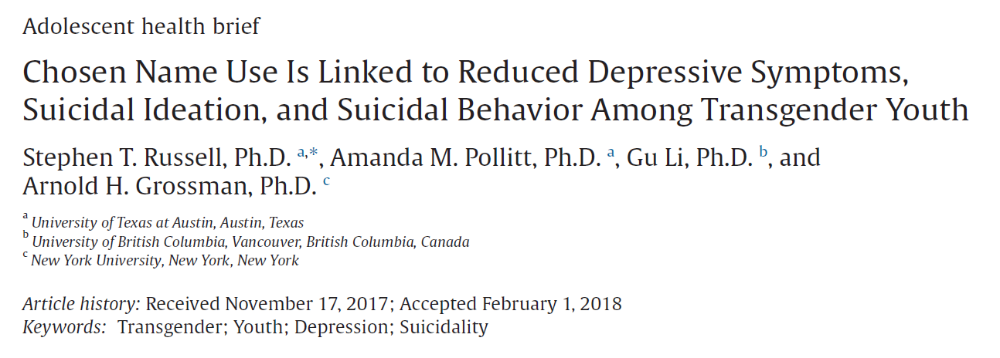 Adolescent health brief
Chosen Name Use Is Linked to Reduced Depressive Symptoms,
Suicidal Ideation, and Suicidal Behavior Among Transgender Youth
Stephen T. Russell, Ph.D. a,*, Amanda M. Pollitt, Ph.D. a, Gu Li, Ph.D. b, and
Arnold H. Grossman, Ph.D. c
a University of Texas at Austin, Austin, Texas
b University of British Columbia, Vancouver, British Columbia, Canada
c New York University, New York, New York
Article history: Received November 17, 2017; Accepted February 1, 2018
Keywords: Transgender; Youth; Depression; Suicidality